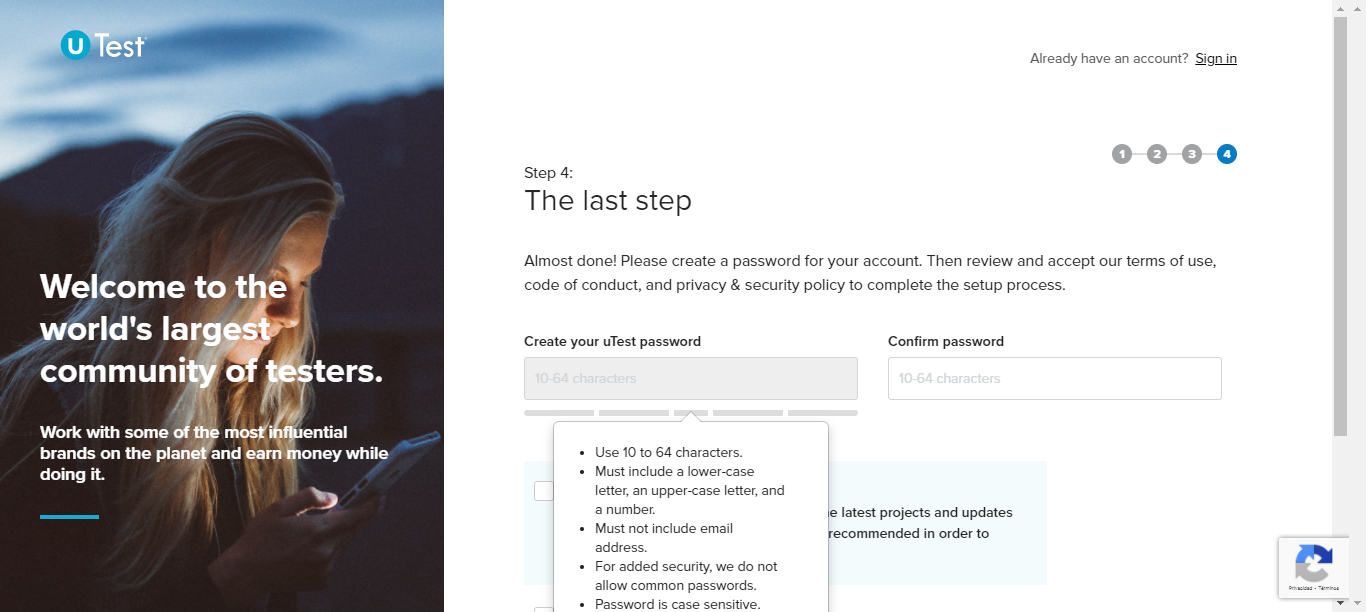 U Test
Already have an account? Sign in
1 2 3 4
Step 4:
The last step
Almost done! Please create a password for your account. Then review and accept our terms of use,
code of conduct, and privacy & security policy to complete the setup process.
Welcome to the
world's largest
community of testers.
Work with some of the most influential
brands on the planet and earn money while
doing it.
Create your uTest password
Confirm password
10-64 characters
10-64 characters
• Use 10 to 64 characters.
• Must include a lower-case
letter, an upper-case letter, and
a number.
• Must not include email
address.
• For added security, we do not
allow common passwords.
• Password is case sensitive.
e latest projects and updates
recommended in order to
Privacidad - Términos